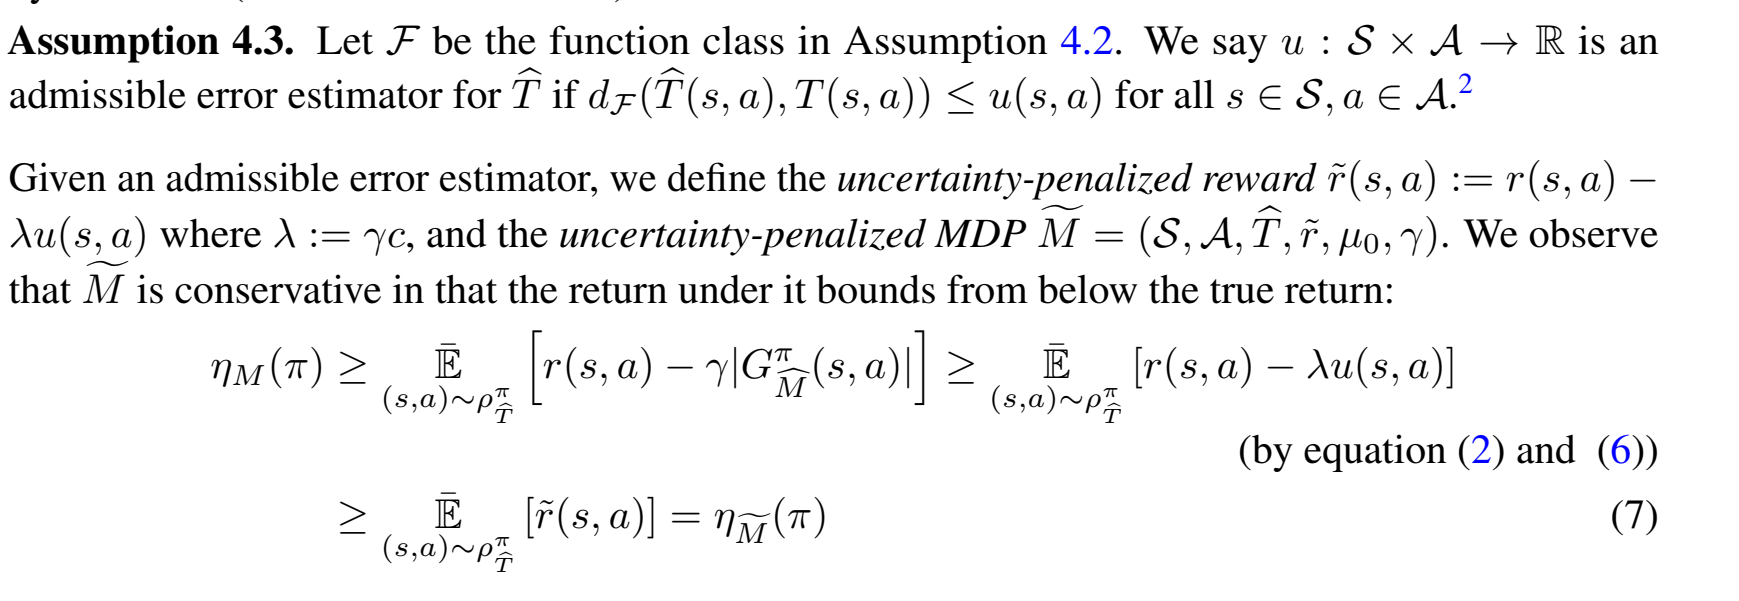 Assumption 4.3. Let $\mathcal{F}$ be the function class in Assumption 4.2. We say $u : \mathcal{S} \times \mathcal{A} \to \mathbb{R}$ is an
admissible error estimator for $\widehat{T}$ if $d_{\mathcal{F}}(\widehat{T}(s, a), T(s, a)) \leq u(s, a)$ for all $s \in \mathcal{S}, a \in \mathcal{A}$.$^2$
Given an admissible error estimator, we define the uncertainty-penalized reward $\tilde{r}(s, a) := r(s, a) -$
$\lambda u(s, a)$ where $\lambda := \gamma c$, and the uncertainty-penalized MDP $\widetilde{M} = (\mathcal{S}, \mathcal{A}, \widehat{T}, \tilde{r}, \mu_0, \gamma)$. We observe
that $\widetilde{M}$ is conservative in that the return under it bounds from below the true return:
$\eta_M(\pi) \geq \underset{(s,a)\sim\rho^{\pi}_{\widehat{T}}}{\bar{\mathbb{E}}} \left[ r(s, a) - \gamma |G^{\pi}_{\widehat{M}}(s, a)| \right] \geq \underset{(s,a)\sim\rho^{\pi}_{\widehat{T}}}{\bar{\mathbb{E}}} [r(s, a) - \lambda u(s, a)]$
(by equation (2) and (6))
$\geq \underset{(s,a)\sim\rho^{\pi}_{\widehat{T}}}{\bar{\mathbb{E}}} [\tilde{r}(s, a)] = \eta_{\widetilde{M}}(\pi)$ (7)